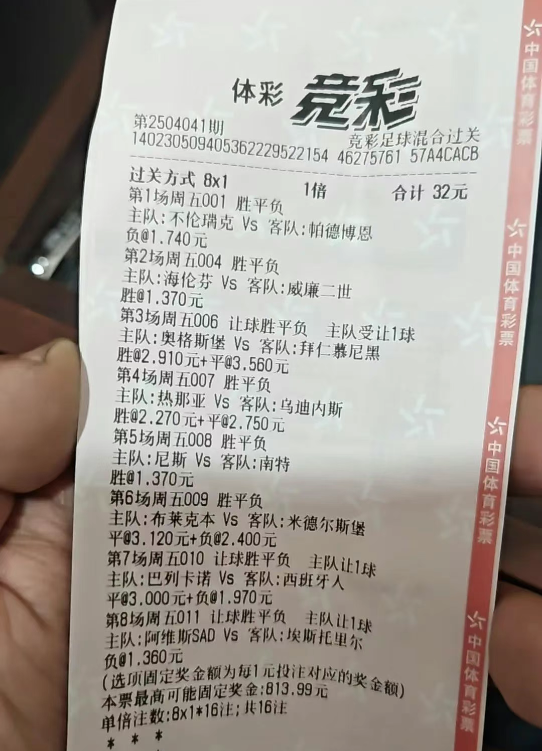 体彩 竞彩
第2504041期 竞彩足球混合过关
140230509405362229522154 46275761 57A4CACB
过关方式 8x1 1倍 合计 32元
第1场周五001 胜平负
主队:不伦瑞克 Vs 客队:帕德博恩
负@1.740元
第2场周五004 胜平负
主队:海伦芬 Vs 客队:威廉二世
胜@1.370元
第3场周五006 让球胜平负 主队受让1球
主队:奥格斯堡 Vs 客队:拜仁慕尼黑
胜@2.910元+平@3.560元
第4场周五007 胜平负
主队:热那亚 Vs 客队:乌迪内斯
胜@2.270元+平@2.750元
第5场周五008 胜平负
主队:尼斯 Vs 客队:南特
胜@1.370元
第6场周五009 胜平负
主队:布莱克本 Vs 客队:米德尔斯堡
平@3.120元+负@2.400元
第7场周五010 让球胜平负 主队让1球
主队:巴列卡诺 Vs 客队:西班牙人
平@3.000元+负@1.970元
第8场周五011 让球胜平负 主队让1球
主队:阿维斯SAD Vs 客队:埃斯托里尔
负@1.360元
(选项固定奖金额为每1元投注对应的奖金额)
本票最高可能固定奖金:813.99元
单倍注数:8x1*16注;共16注
* * *
中国体育彩票
中国体育彩票
中国体育彩票
中国体育彩票